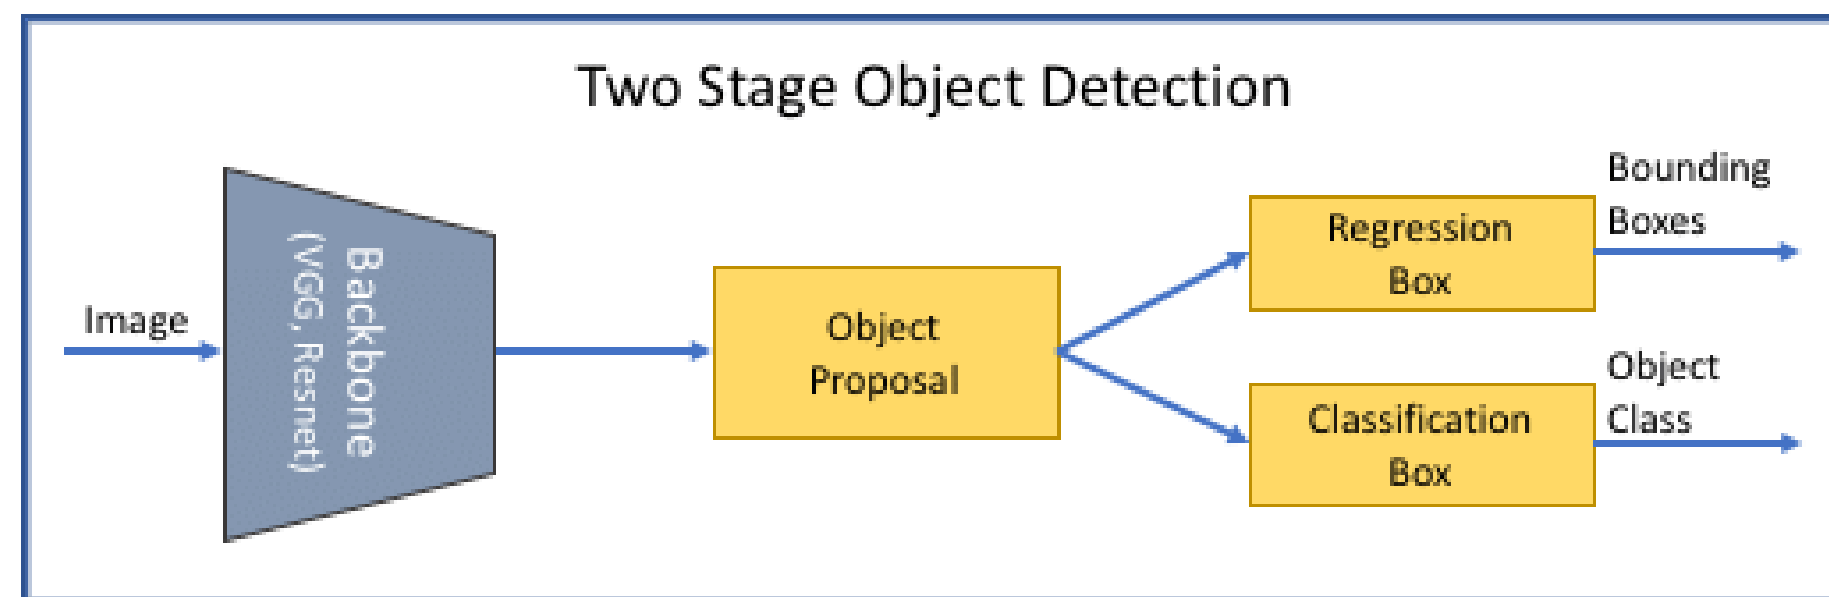 Two Stage Object Detection
Image
Backbone
(VGG, Resnet)
Object
Proposal
Regression
Box
Bounding
Boxes
Classification
Box
Object
Class